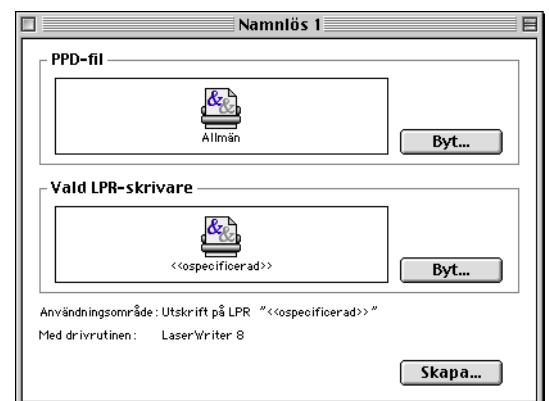 Namnlös 1
PPD-fil
Allmän
Byt...
Vald LPR-skrivare
<<ospecificerad>>
Byt...
Användningsområde: Utskrift på LPR "<<ospecificerad>>"
Med drivrutinen: LaserWriter 8
Skapa...